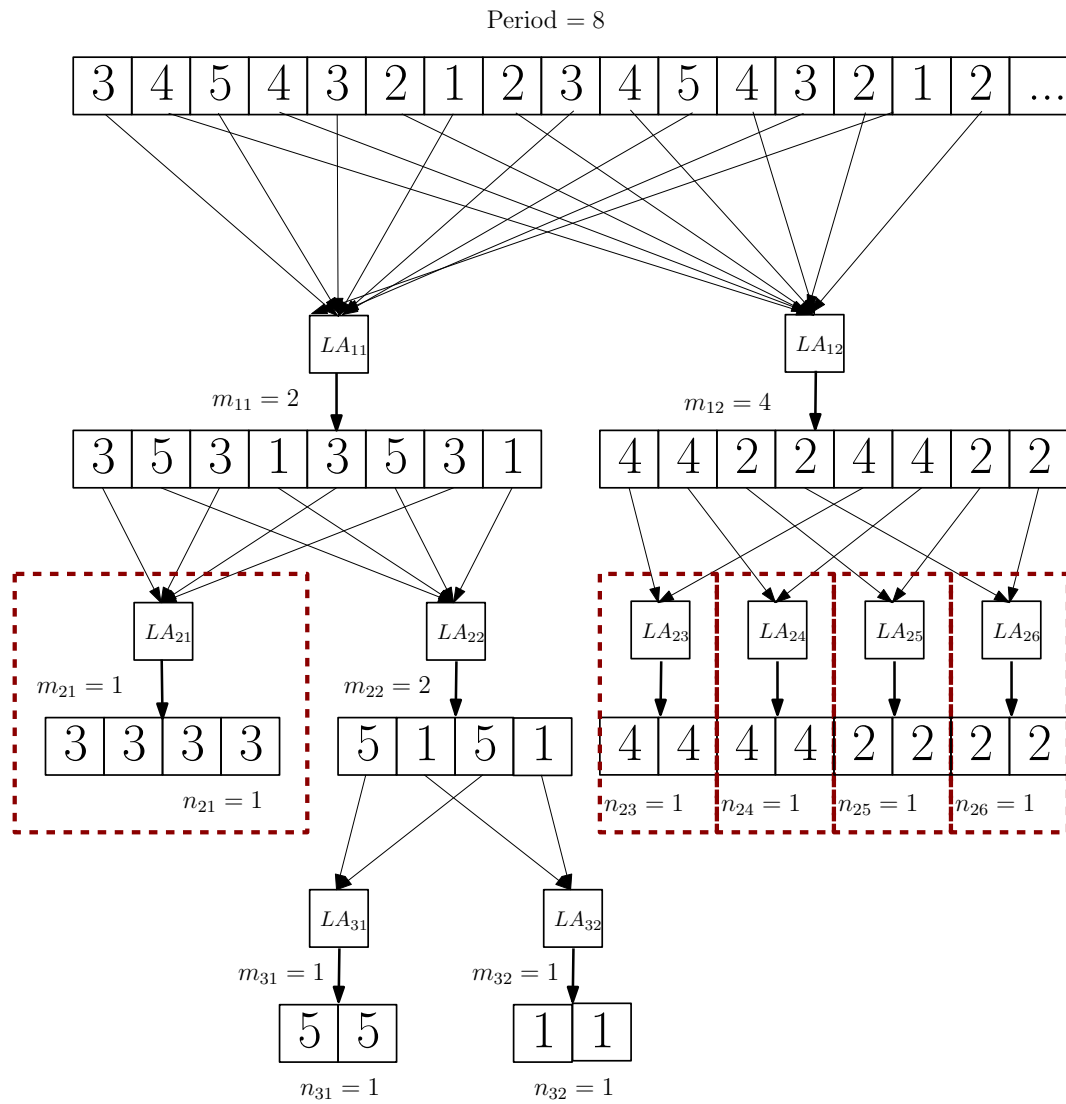 Period = 8
3 4 5 4 3 2 1 2 3 4 5 4 3 2 1 2 ...
LA₁₁ LA₁₂
m₁₁ = 2 m₁₂ = 4
3 5 3 1 3 5 3 1 4 4 2 2 4 4 2 2
LA₂₁ LA₂₂ LA₂₃ LA₂₄ LA₂₅ LA₂₆
m₂₁ = 1 m₂₂ = 2
3 3 3 3 5 1 5 1 4 4 4 4 2 2 2 2
n₂₁ = 1 n₂₃ = 1 n₂₄ = 1 n₂₅ = 1 n₂₆ = 1
LA₃₁ LA₃₂
m₃₁ = 1 m₃₂ = 1
5 5 1 1
n₃₁ = 1 n₃₂ = 1